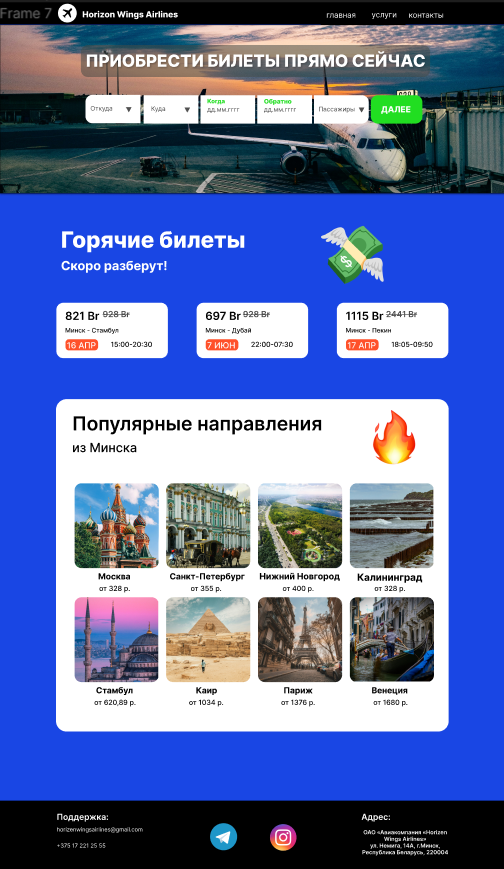 Frame 7
Horizon Wings Airlines
главная услуги контакты
ПРИОБРЕСТИ БИЛЕТЫ ПРЯМО СЕЙЧАС
Откуда Куда Когда ДД.ММ.ГГГГ Обратно ДД.ММ.ГГГГ Пассажиры ДАЛЕЕ
Горячие билеты
Скоро разберут!
821 Br 928 Br
Минск - Стамбул
16 АПР 15:00-20:30
697 Br 928 Br
Минск - Дубай
7 ИЮН 22:00-07:30
1115 Br 2441 Br
Минск - Пекин
17 АПР 18:05-09:50
Популярные направления
из Минска
Москва
от 328 р.
Санкт-Петербург
от 355 р.
Нижний Новгород
от 400 р.
Калининград
от 328 р.
Стамбул
от 620,89 р.
Каир
от 1034 р.
Париж
от 1376 р.
Венеция
от 1680 р.
Поддержка:
horizenwingsairlines@gmail.com
+375 17 221 25 55
Адрес:
ОАО «Авиакомпания «Horizen
Wings Airlines»
ул. Немига, 14А, г.Минск,
Республика Беларусь, 220004